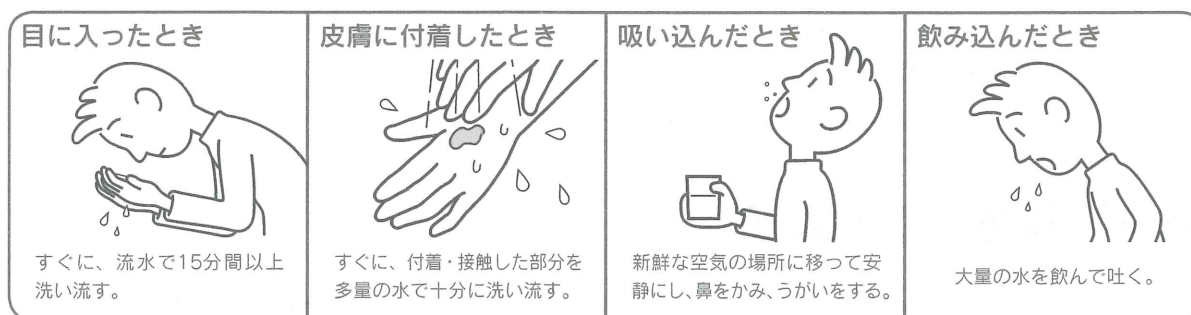 目に入ったとき
すぐに、流水で15分間以上
洗い流す。
皮膚に付着したとき
すぐに、付着・接触した部分を
多量の水で十分に洗い流す。
吸い込んだとき
新鮮な空気の場所に移って安
静にし、鼻をかみ、うがいをする。
飲み込んだとき
大量の水を飲んで吐く。